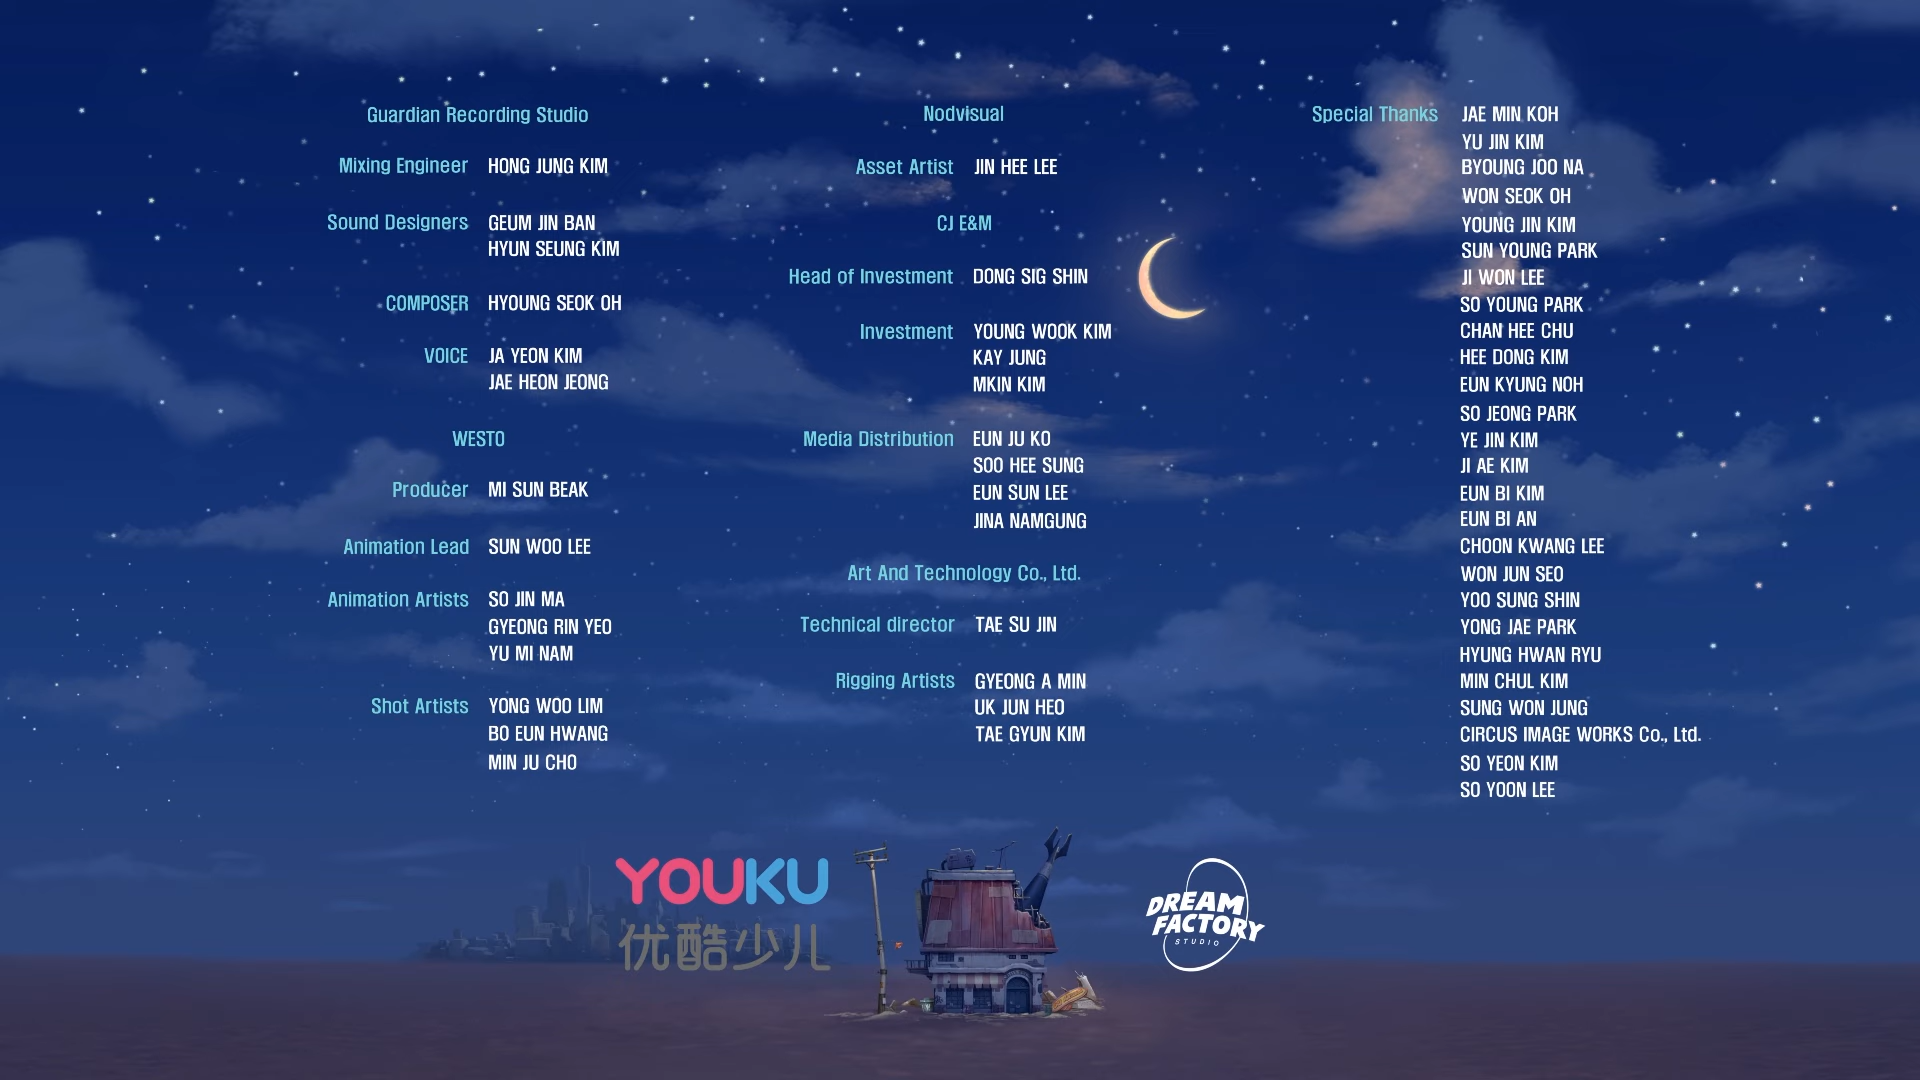 Guardian Recording Studio
Mixing Engineer HONG JUNG KIM
Sound Designers GEUM JIN BAN
HYUN SEUNG KIM
COMPOSER HYOUNG SEOK OH
VOICE JA YEON KIM
JAE HEON JEONG
WESTO
Producer MI SUN BEAK
Animation Lead SUN WOO LEE
Animation Artists SO JIN MA
GYEONG RIN YEO
YU MI NAM
Shot Artists YONG WOO LIM
BO EUN HWANG
MIN JU CHO
Nodvisual
Asset Artist JIN HEE LEE
CJ E&M
Head of Investment DONG SIG SHIN
Investment YOUNG WOOK KIM
KAY JUNG
MKIN KIM
Media Distribution EUN JU KO
SOO HEE SUNG
EUN SUN LEE
JINA NAMGUNG
Art And Technology Co., Ltd.
Technical director TAE SU JIN
Rigging Artists GYEONG A MIN
UK JUN HEO
TAE GYUN KIM
Special Thanks JAE MIN KOH
YU JIN KIM
BYOUNG JOO NA
WON SEOK OH
YOUNG JIN KIM
SUN YOUNG PARK
JI WON LEE
SO YOUNG PARK
CHAN HEE CHU
HEE DONG KIM
EUN KYUNG NOH
SO JEONG PARK
YE JIN KIM
JI AE KIM
EUN BI KIM
EUN BI AN
CHOON KWANG LEE
WON JUN SEO
YOO SUNG SHIN
YONG JAE PARK
HYUNG HWAN RYU
MIN CHUL KIM
SUNG WON JUNG
CIRCUS IMAGE WORKS Co., Ltd.
SO YEON KIM
SO YOON LEE
YOUKU
优酷少儿
DREAM
FACTORY
STUDIO